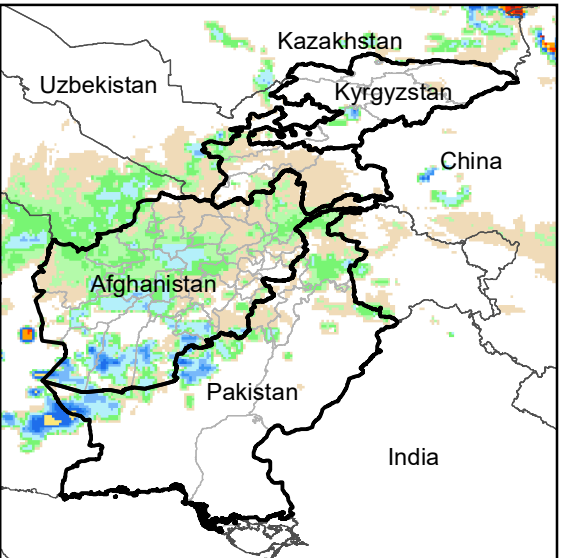 Kazakhstan
Uzbekistan
Kyrgyzstan
China
Afghanistan
Pakistan
India